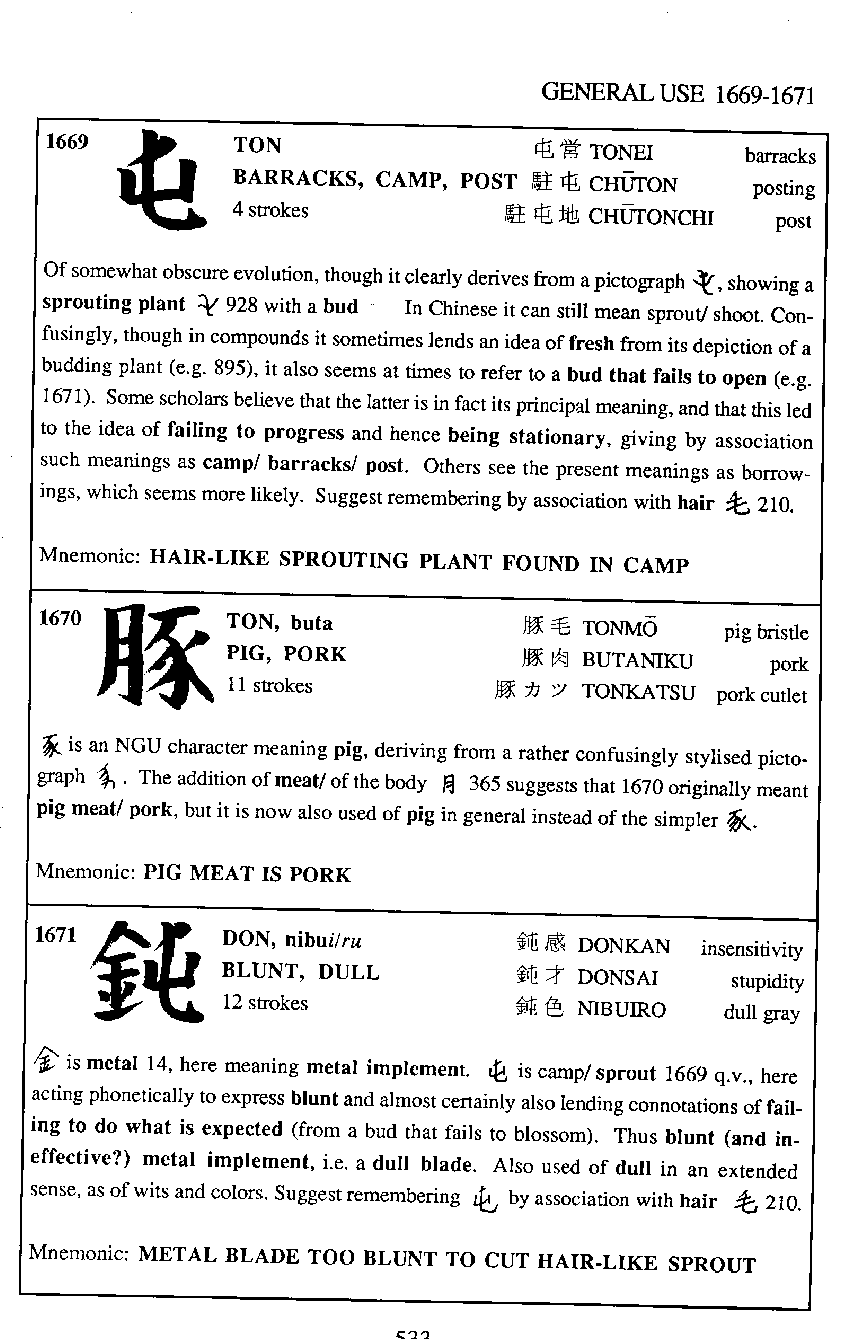 GENERAL USE 1669-1671
1669 屯 TON 屯営 TONEI barracks
BARRACKS, CAMP, POST 駐屯 CHŪTON posting
4 strokes 駐屯地 CHŪTONCHI post
Of somewhat obscure evolution, though it clearly derives from a pictograph , showing a
sprouting plant 928 with a bud In Chinese it can still mean sprout/ shoot. Con-
fusingly, though in compounds it sometimes lends an idea of fresh from its depiction of a
budding plant (e.g. 895), it also seems at times to refer to a bud that fails to open (e.g.
1671). Some scholars believe that the latter is in fact its principal meaning, and that this led
to the idea of failing to progress and hence being stationary, giving by association
such meanings as camp/ barracks/ post. Others see the present meanings as borrow-
ings, which seems more likely. Suggest remembering by association with hair 毛 210.
Mnemonic: HAIR-LIKE SPROUTING PLANT FOUND IN CAMP
1670 豚 TON, buta 豚毛 TONMŌ pig bristle
PIG, PORK 豚肉 BUTANIKU pork
11 strokes 豚カツ TONKATSU pork cutlet
豕 is an NGU character meaning pig, deriving from a rather confusingly stylised picto-
graph . The addition of meat/ of the body 月 365 suggests that 1670 originally meant
pig meat/ pork, but it is now also used of pig in general instead of the simpler 豕.
Mnemonic: PIG MEAT IS PORK
1671 鈍 DON, nibui/ru 鈍感 DONKAN insensitivity
BLUNT, DULL 鈍才 DONSAI stupidity
12 strokes 鈍色 NIBUIRO dull gray
金 is metal 14, here meaning metal implement. 屯 is camp/ sprout 1669 q.v., here
acting phonetically to express blunt and almost certainly also lending connotations of fail-
ing to do what is expected (from a bud that fails to blossom). Thus blunt (and in-
effective?) metal implement, i.e. a dull blade. Also used of dull in an extended
sense, as of wits and colors. Suggest remembering 屯 by association with hair 毛 210.
Mnemonic: METAL BLADE TOO BLUNT TO CUT HAIR-LIKE SPROUT
533